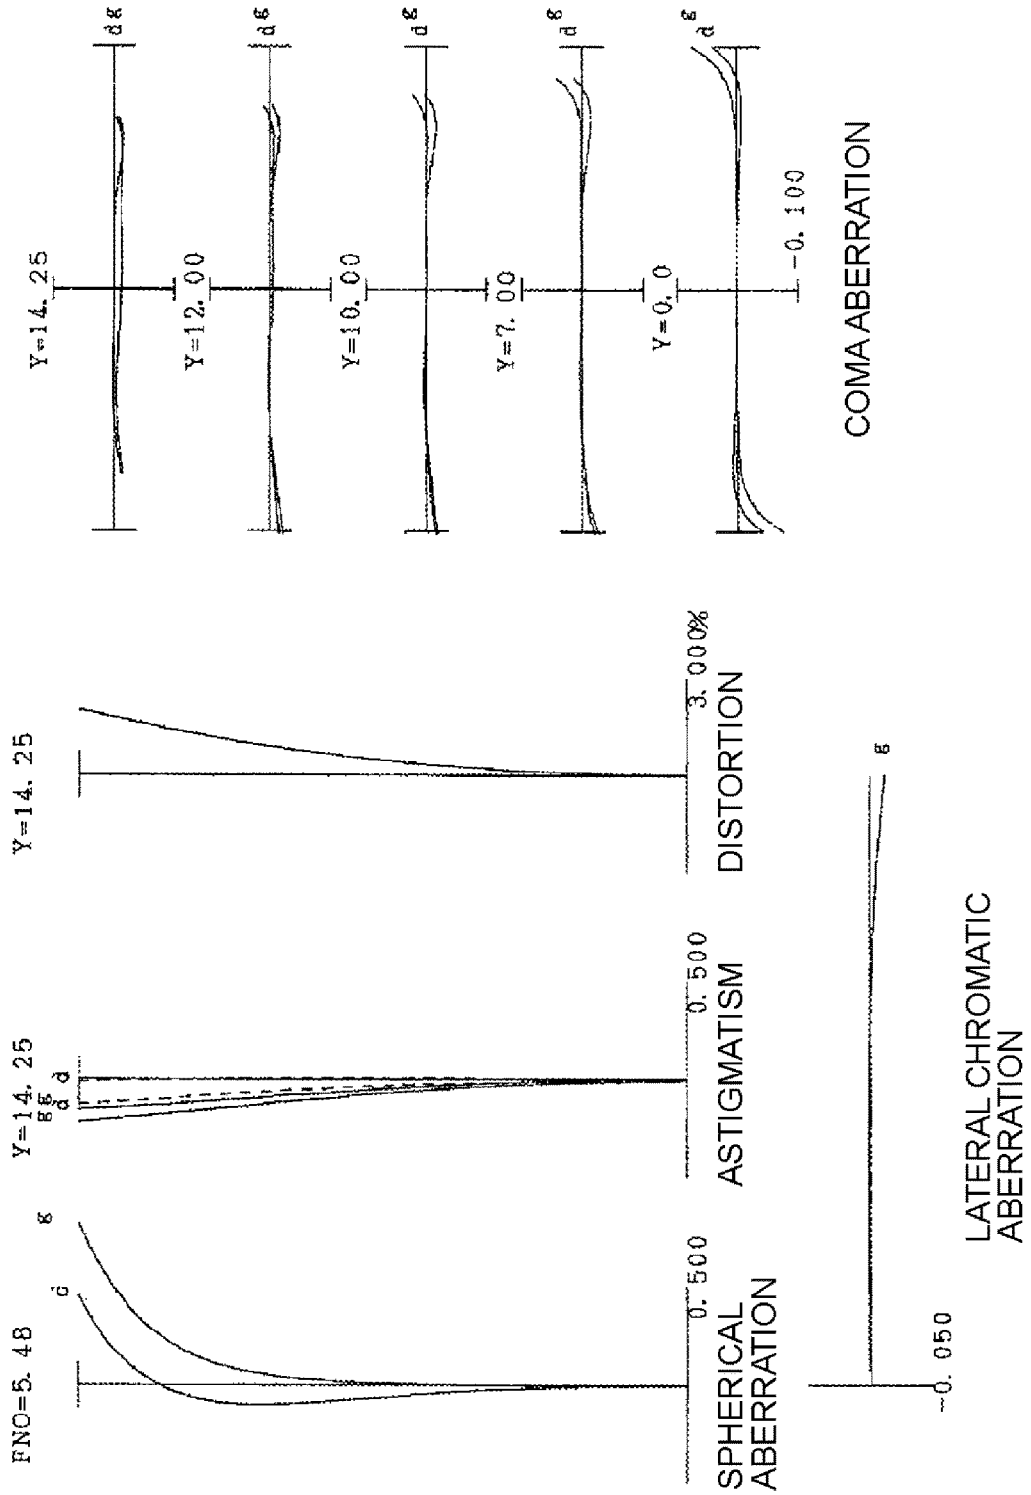 FNO=5. 48
d
g
0. 500
SPHERICAL
ABERRATION
Y=14. 25
g
g
d
d
0. 500
ASTIGMATISM
Y=14. 25
3. 000%
DISTORTION
Y=14. 25
d g
Y=12. 00
d g
Y=10. 00
d g
Y=7. 00
d g
Y=0. 0
d g
-0. 100
COMA ABERRATION
g
-0. 050
LATERAL CHROMATIC
ABERRATION